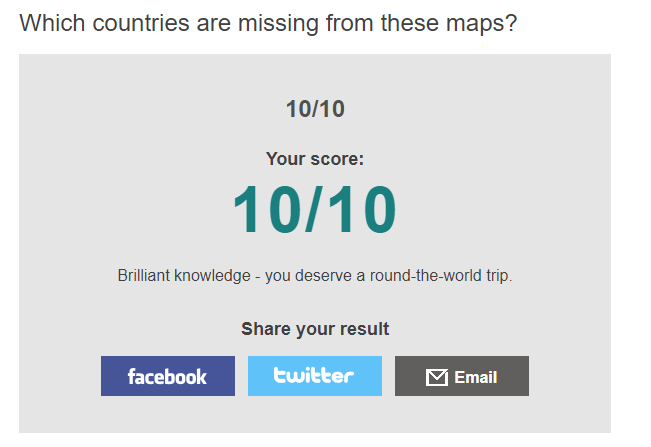 Which countries are missing from these maps?
10/10
Your score:
10/10
Brilliant knowledge - you deserve a round-the-world trip.
Share your result
facebook
twitter
Email